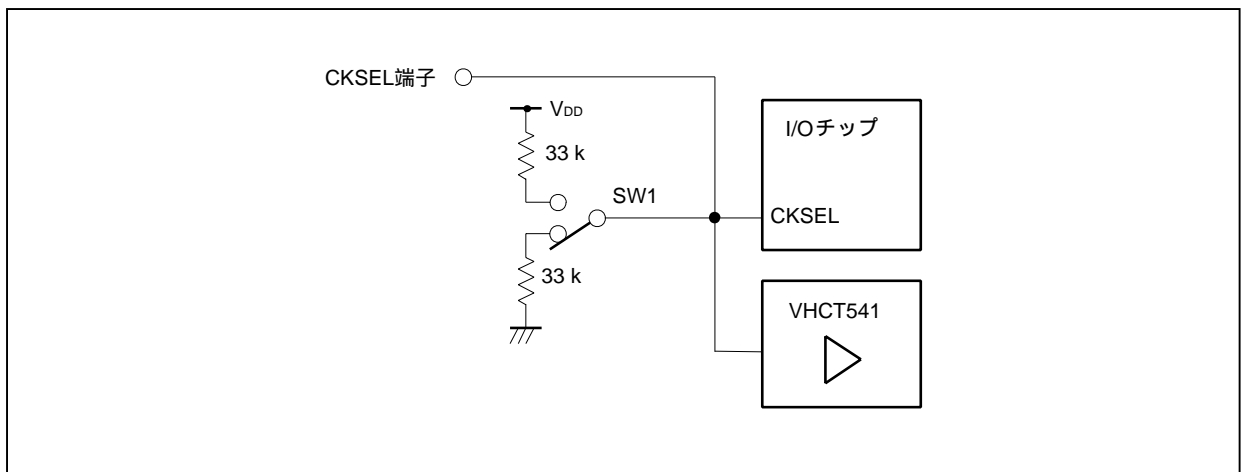 CKSEL端子
VDD
33 k
SW1
33 k
I/Oチップ
CKSEL
VHCT541